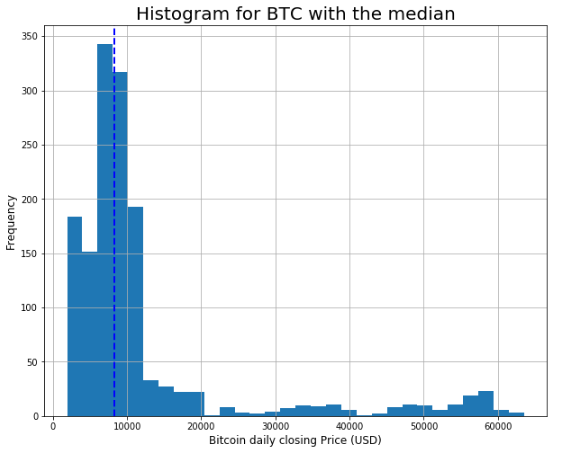 Histogram for BTC with the median
350
300
250
200
150
100
50
0
Frequency
0 10000 20000 30000 40000 50000 60000
Bitcoin daily closing Price (USD)